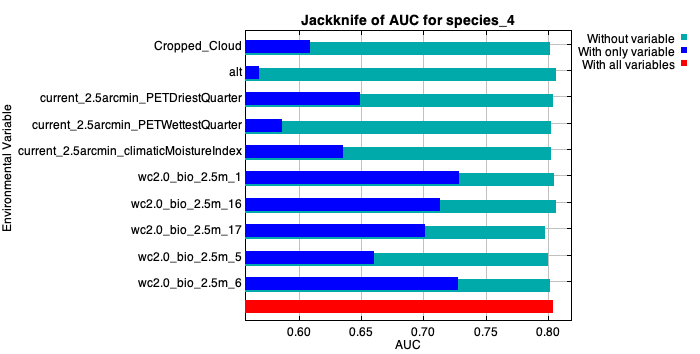 Jackknife of AUC for species_4
Without variable
With only variable
With all variables
Environmental Variable
Cropped_Cloud
alt
current_2.5arcmin_PETDriestQuarter
current_2.5arcmin_PETWettestQuarter
current_2.5arcmin_climaticMoistureIndex
wc2.0_bio_2.5m_1
wc2.0_bio_2.5m_16
wc2.0_bio_2.5m_17
wc2.0_bio_2.5m_5
wc2.0_bio_2.5m_6
0.60 0.65 0.70 0.75 0.80
AUC